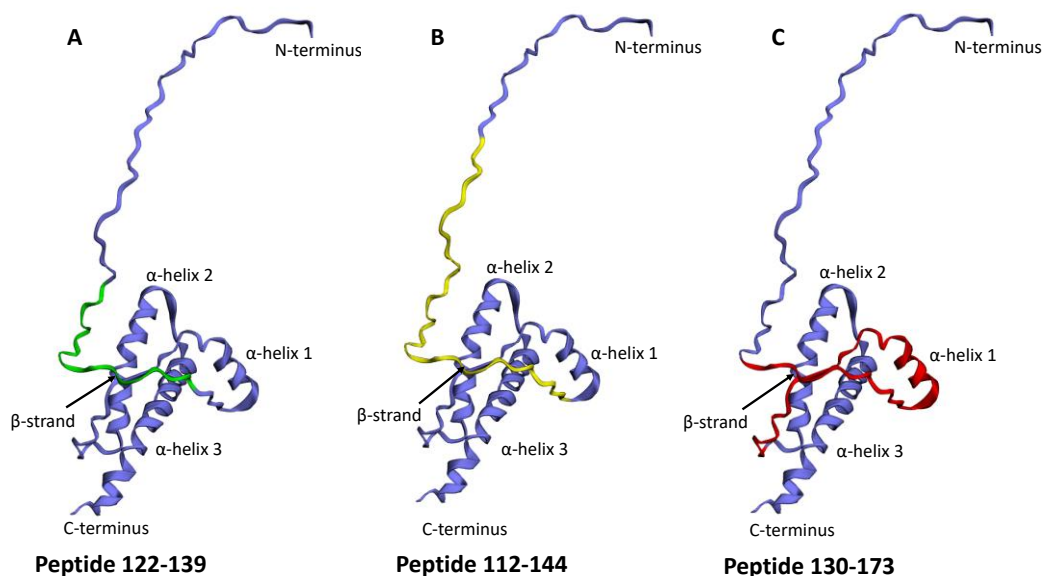 A
N-terminus
α-helix 2
α-helix 1
β-strand
α-helix 3
C-terminus
Peptide 122-139
B
N-terminus
α-helix 2
α-helix 1
β-strand
α-helix 3
C-terminus
Peptide 112-144
C
N-terminus
α-helix 2
α-helix 1
β-strand
α-helix 3
C-terminus
Peptide 130-173